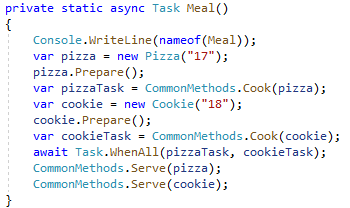 private static async Task Meal()
{
Console.WriteLine(nameof(Meal));
var pizza = new Pizza("17");
pizza.Prepare();
var pizzaTask = CommonMethods.Cook(pizza);
var cookie = new Cookie("18");
cookie.Prepare();
var cookieTask = CommonMethods.Cook(cookie);
await Task.WhenAll(pizzaTask, cookieTask);
CommonMethods.Serve(pizza);
CommonMethods.Serve(cookie);
}